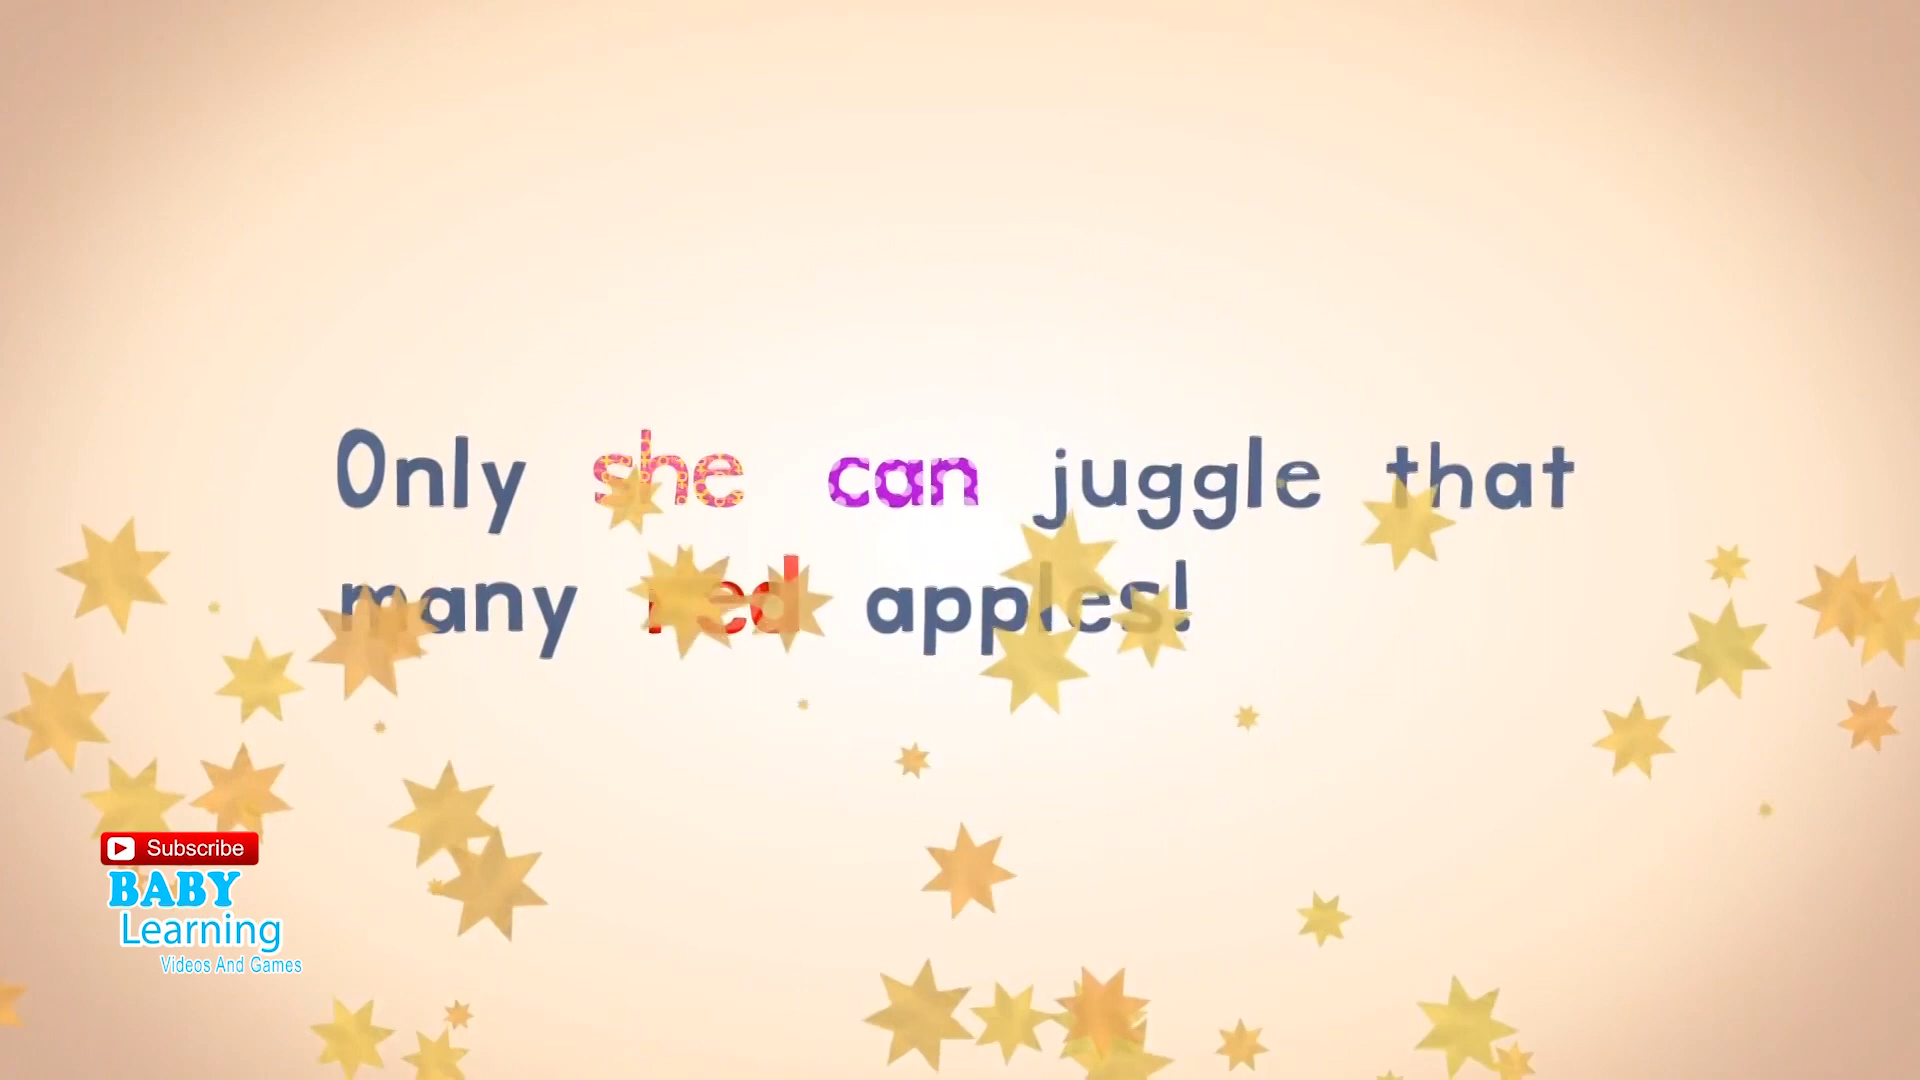 Only she can juggle that
many red apples!
Subscribe
BABY
Learning
Videos And Games